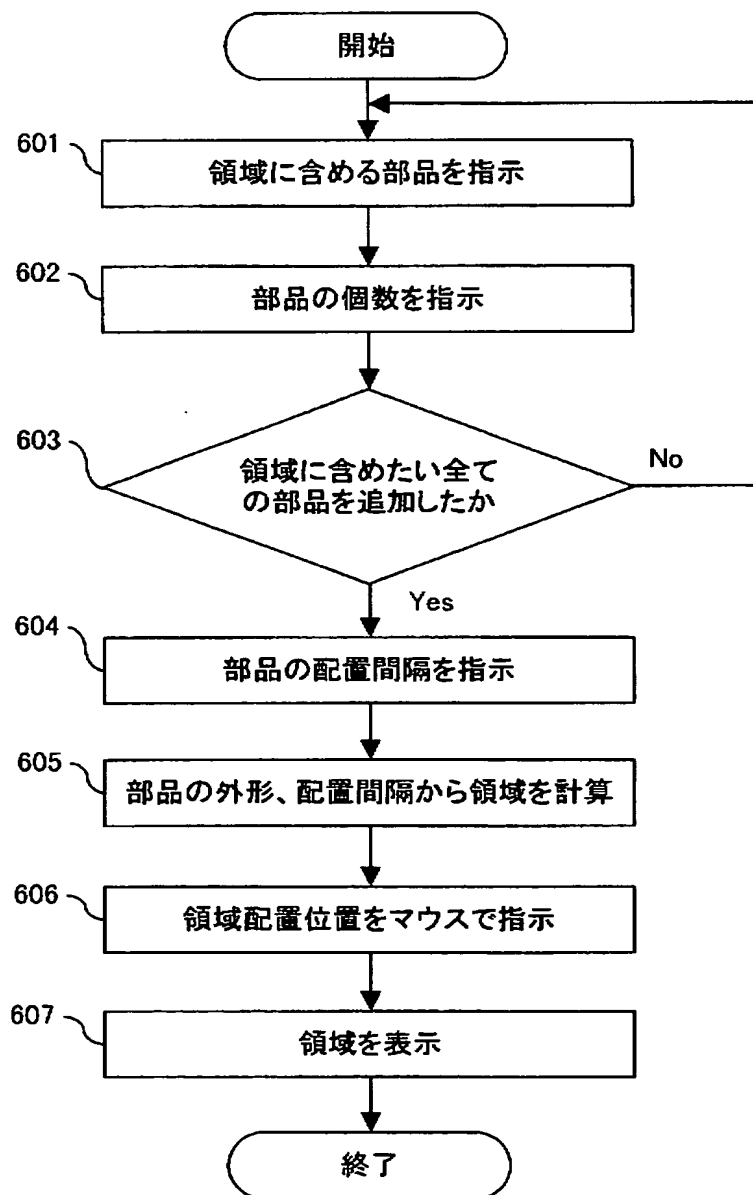 開始
601
領域に含める部品を指示
602
部品の個数を指示
603
領域に含めたい全て
の部品を追加したか
No
Yes
604
部品の配置間隔を指示
605
部品の外形、配置間隔から領域を計算
606
領域配置位置をマウスで指示
607
領域を表示
終了